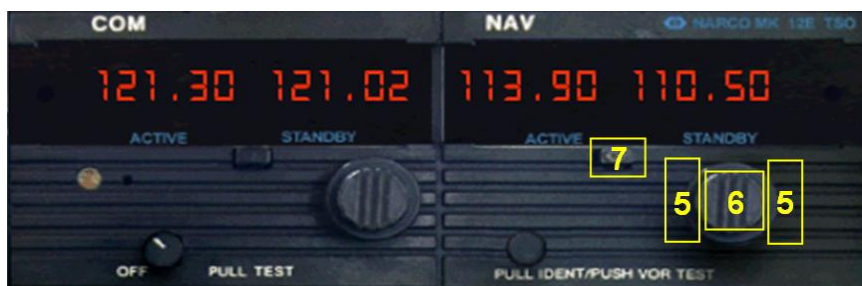 COM NAV NARCO MK 12E TSO
121.30 121.02 113.90 110.50
ACTIVE STANDBY ACTIVE STANDBY
7
5 6 5
OFF PULL TEST PULL IDENT/PUSH VOR TEST